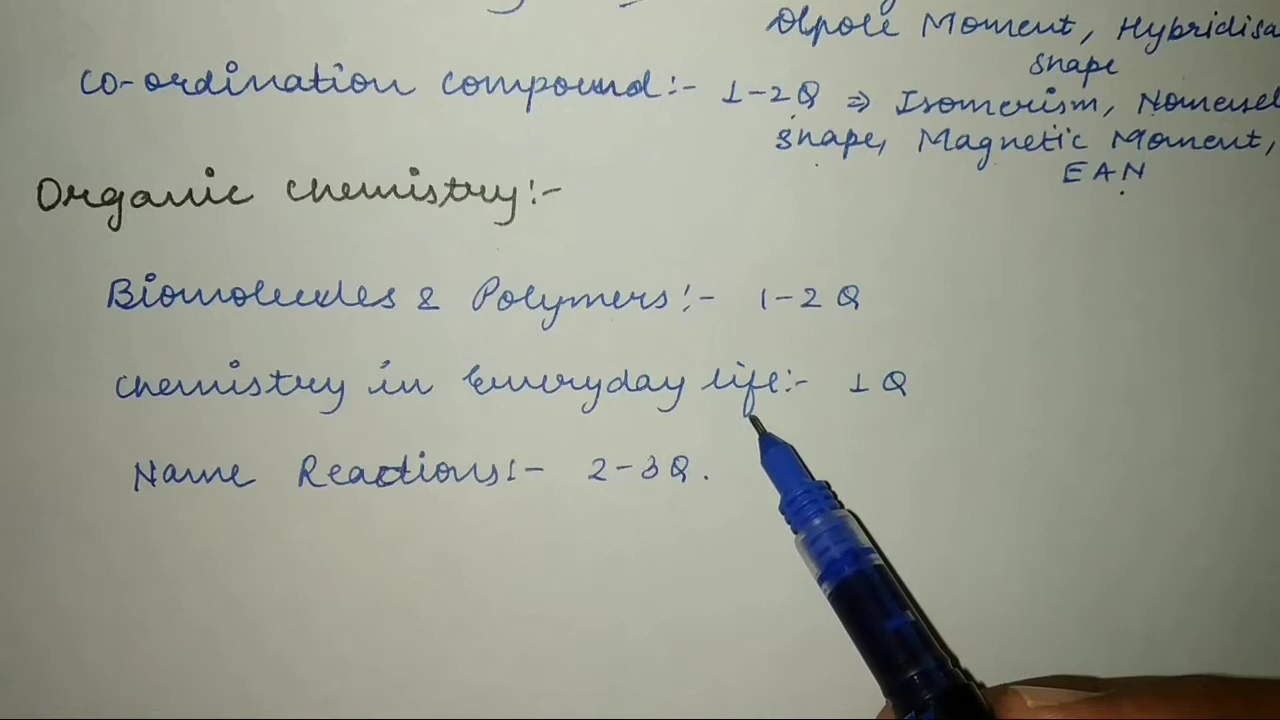 Dipole Moment, Hybridisa
shape
Co-ordination compound:- 1-2Q ⇒ Isomerism, Nomencl
shape, Magnetic Moment,
EAN
Organic chemistry:-
Biomolecules & Polymers:- 1-2 Q
Chemistry in Everyday life:- 1 Q
Name Reactions:- 2-3Q.